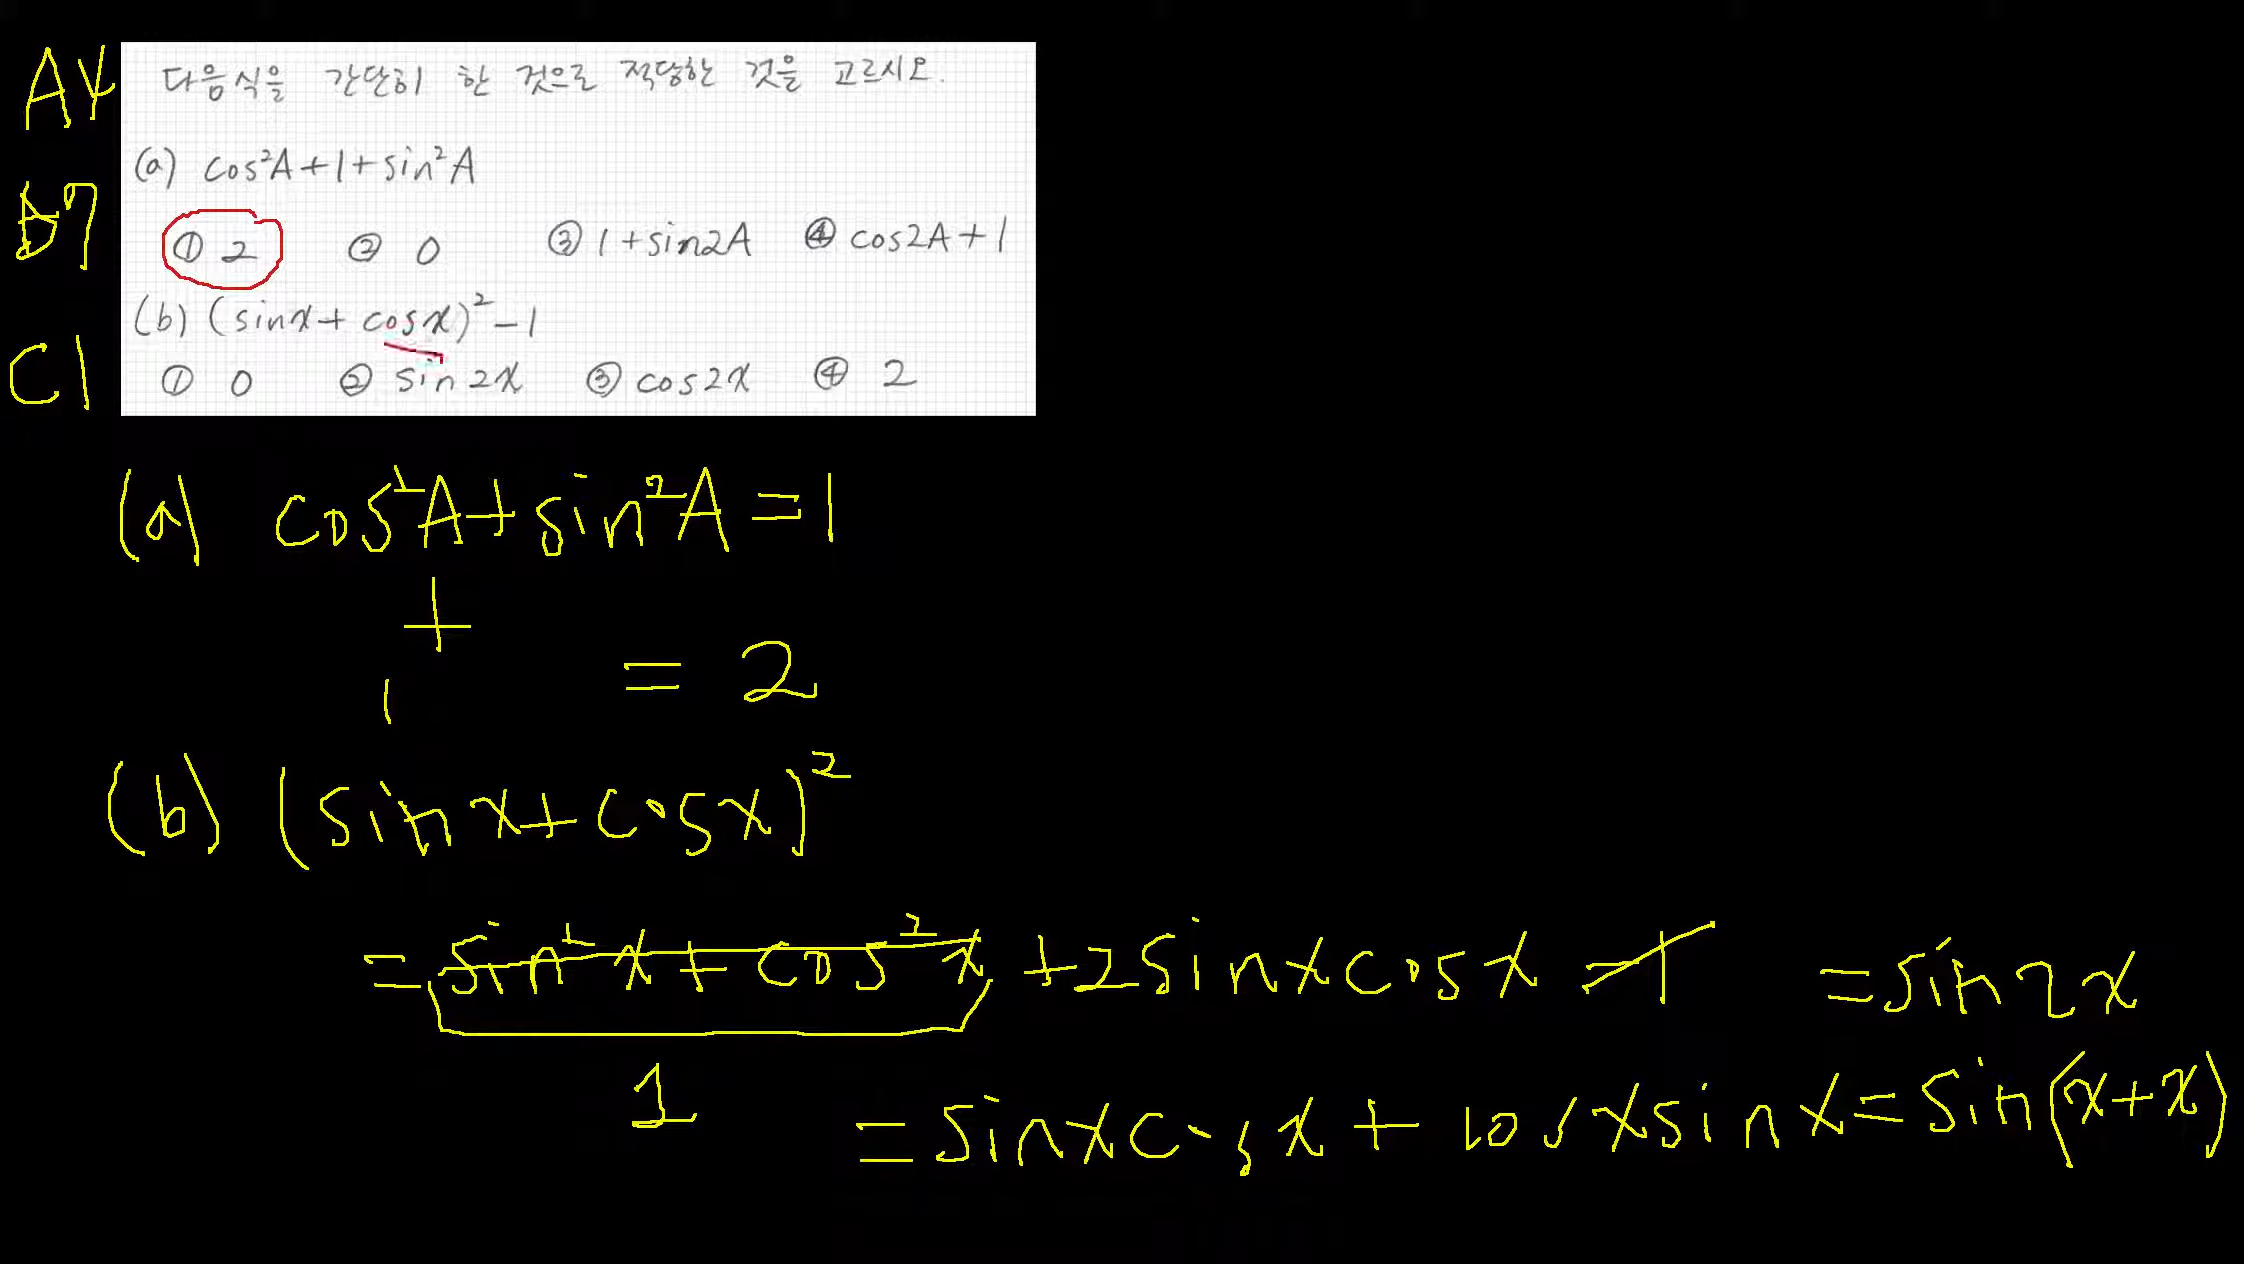 A4
다음식을 간단히 한 것으로 적당한 것을 고르시오.
(a) cos²A+1+sin²A
① 2 ② 0 ③ 1+sin2A ④ cos2A+1
(b) (sinx+cosx)²-1
① 0 ② sin2x ③ cos2x ④ 2
C1
(a) cos²A+sin²A=1
+
1
= 2
(b) (sinx+cosx)²
=sin²x+cos²x+2sinxcosx-1 =sin2x
1
=sinxcosx+cosxsinx=sin(x+x)